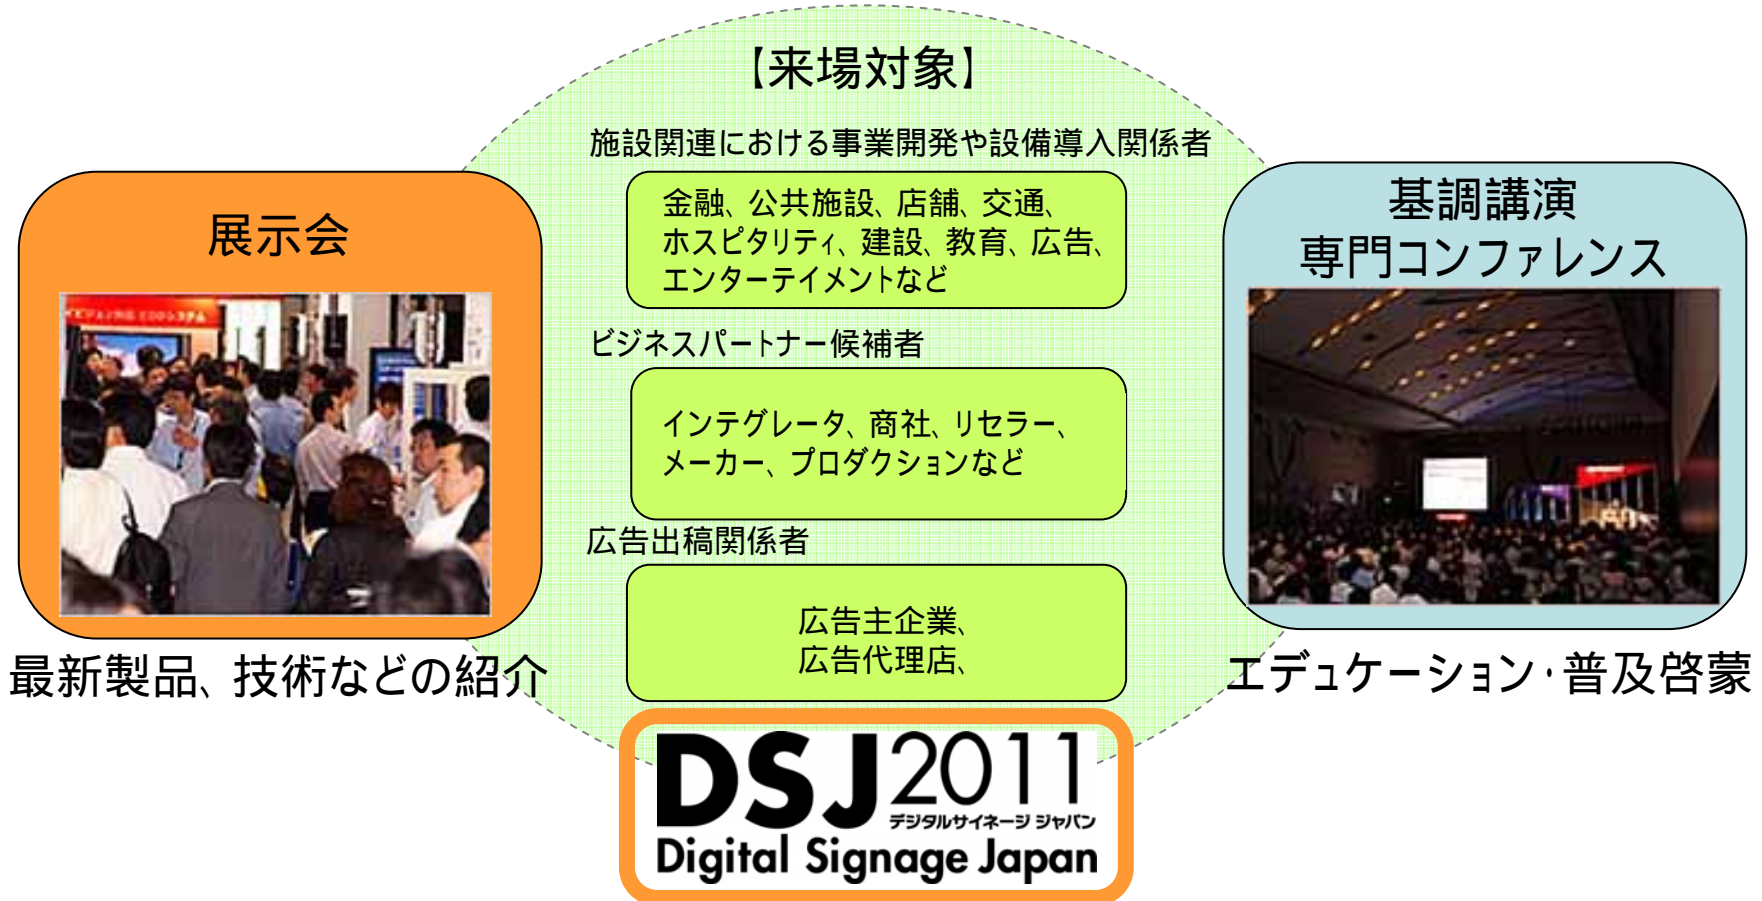 【来場対象】
施設関連における事業開発や設備導入関係者
金融、公共施設、店舗、交通、
ホスピタリティ、建設、教育、広告、
エンターテイメントなど
ビジネスパートナー候補者
インテグレータ、商社、リセラー、
メーカー、プロダクションなど
広告出稿関係者
広告主企業、
広告代理店、
展示会
最新製品、技術などの紹介
基調講演
専門コンファレンス
エデュケーション・普及啓蒙
DSJ2011
デジタルサイネージ ジャパン
Digital Signage Japan